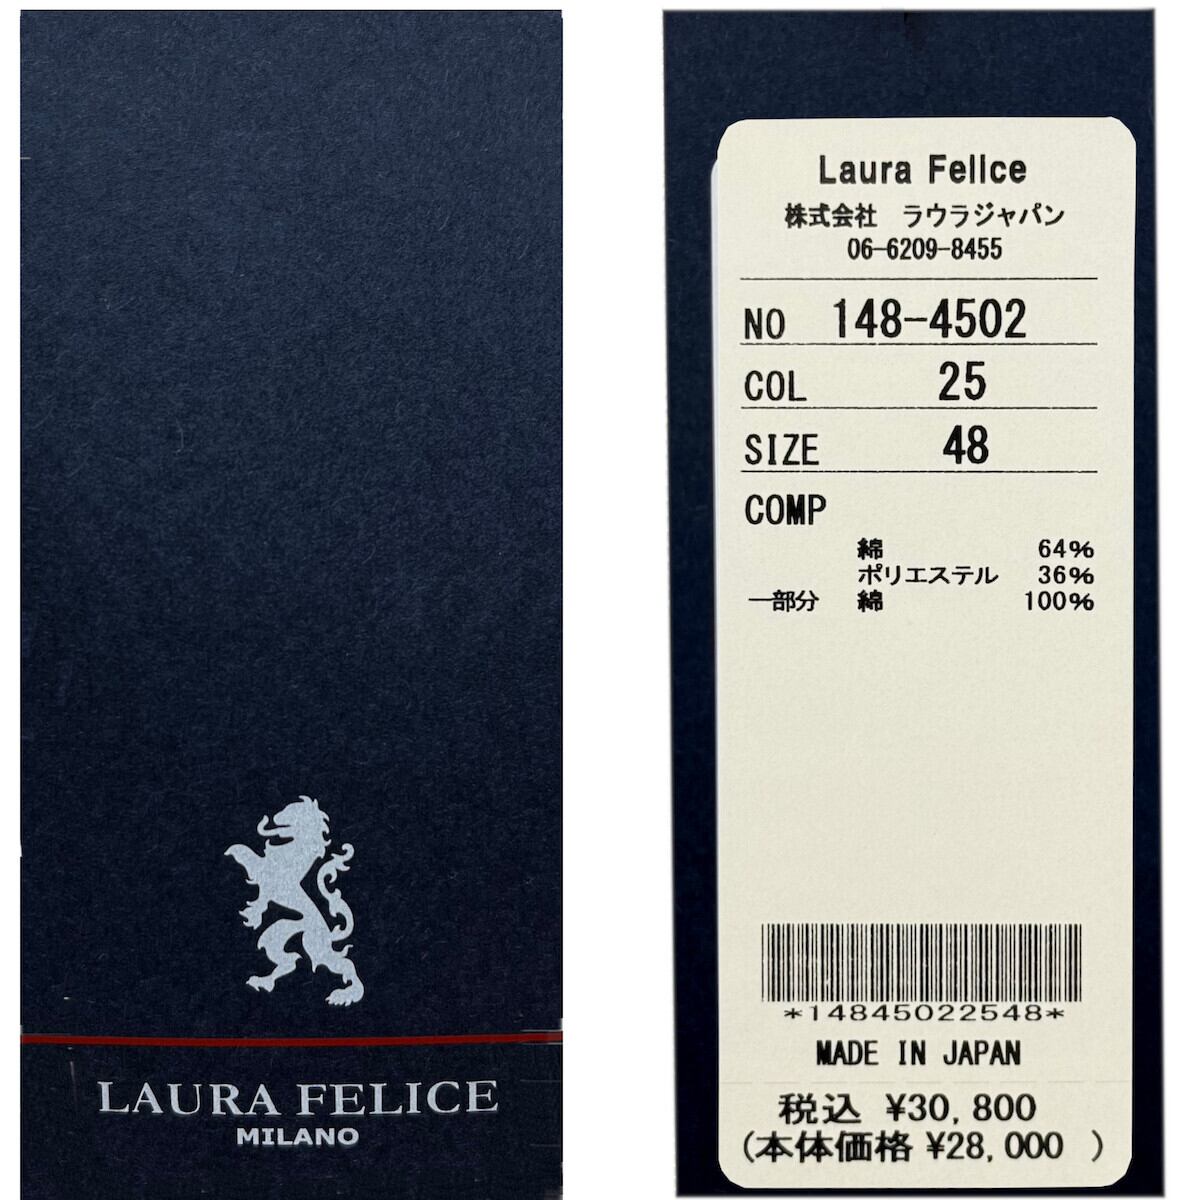 LAURA FELICE
MILANO
Laura Felice
株式会社 ラウラジャパン
06-6209-8455
NO 148-4502
COL 25
SIZE 48
COMP
綿 64%
ポリエステル 36%
一部分 綿 100%
*14845022548*
MADE IN JAPAN
税込 ¥30,800
(本体価格 ¥28,000 )